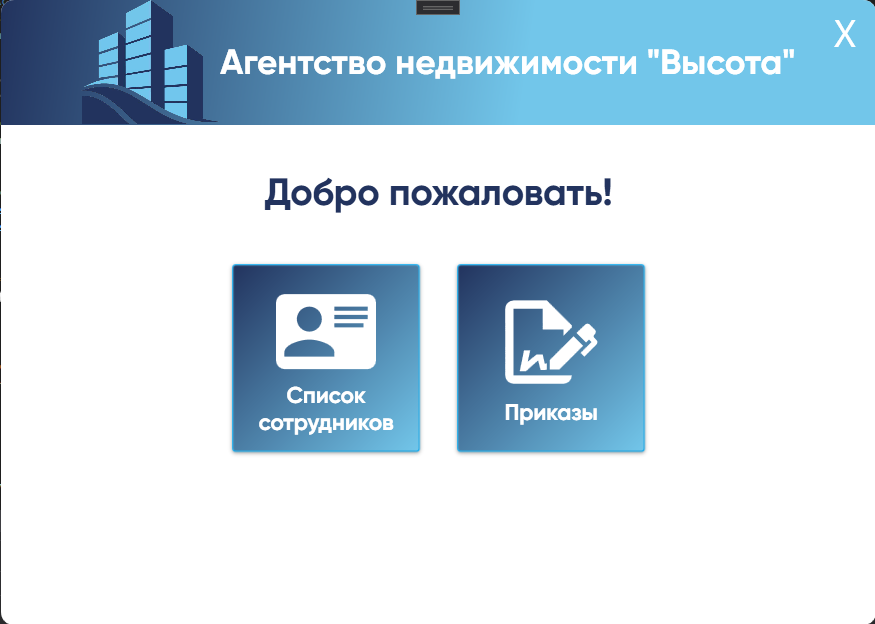 Агентство недвижимости "Высота"
X
Добро пожаловать!
Список
сотрудников
Приказы